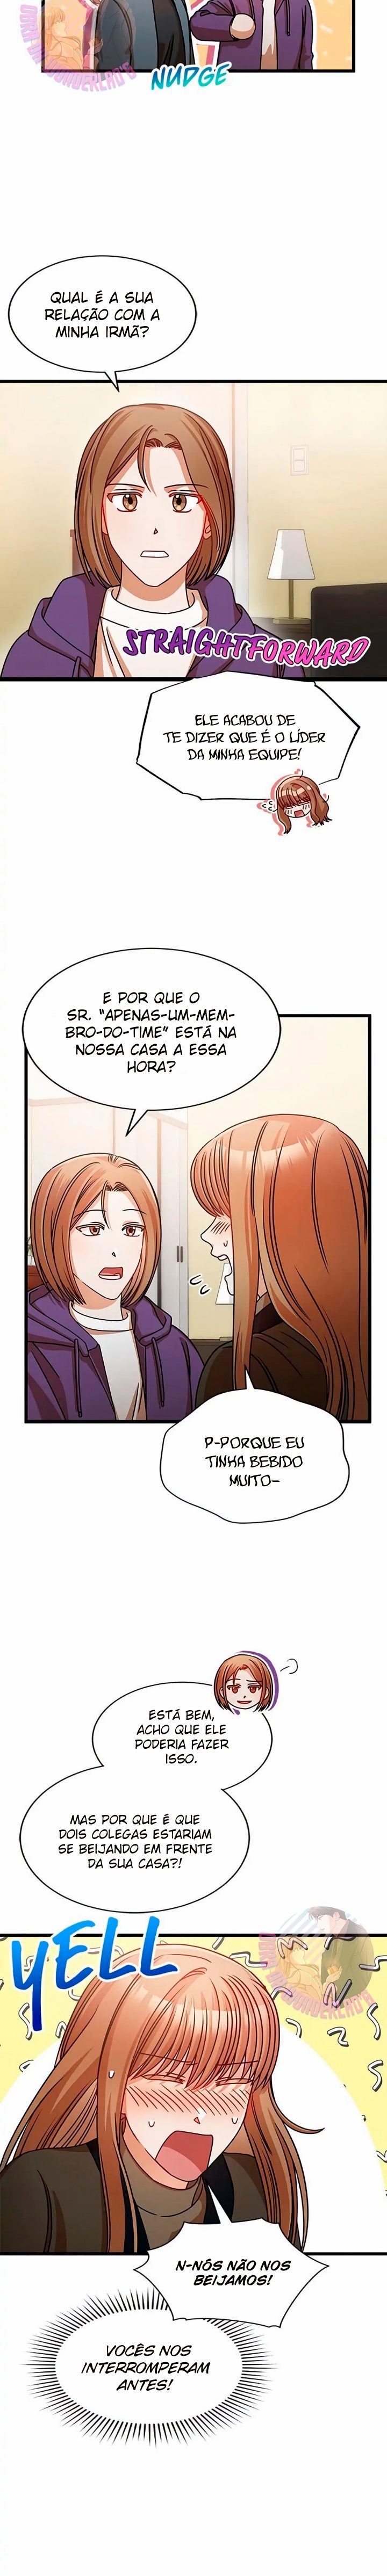 NUDGE
QUAL É A SUA
RELAÇÃO COM A
MINHA IRMÃ?
STRAIGHTFORWARD
ELE ACABOU DE
TE DIZER QUE É O LÍDER
DA MINHA EQUIPE!
E POR QUE O
SR. "APENAS-UM-MEM-
BRO-DO-TIME" ESTÁ NA
NOSSA CASA A ESSA
HORA?
P-PORQUE EU
TINHA BEBIDO
MUITO-
ESTÁ BEM,
ACHO QUE ELE
PODERIA FAZER
ISSO.
MAS POR QUE É QUE
DOIS COLEGAS ESTARIAM
SE BEIJANDO EM FRENTE
DA SUA CASA?!
YELL
N-NÓS NÃO NOS
BEIJAMOS!
VOCÊS NOS
INTERROMPERAM
ANTES!